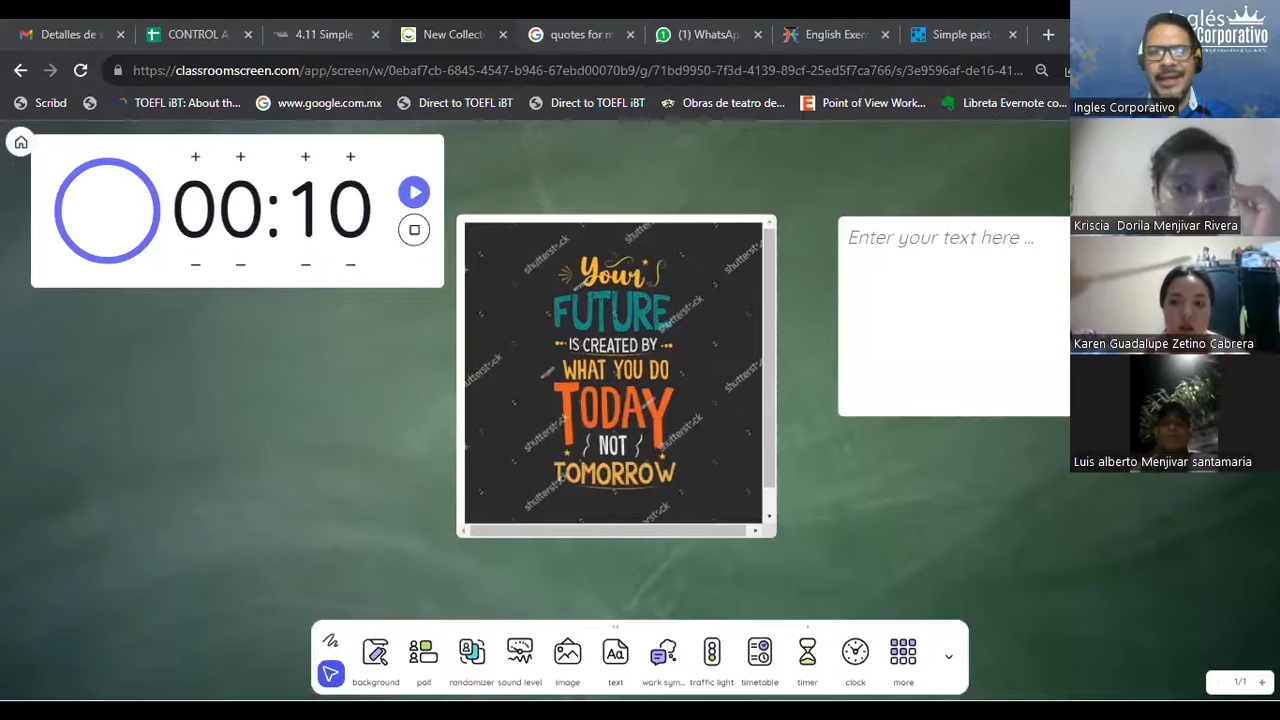 Detalles de s
CONTROL A
4.11 Simple
New Collect
quotes for m
(1) WhatsAp
English Exer
Simple past
https://classroomscreen.com/app/screen/w/0ebaf7cb-6845-4547-b946-67ebd00070b9/g/71bd9950-7f3d-4139-89cf-25ed5f7ca766/s/3e9596af-de16-41...
Scribd
TOEFL iBT: About th...
www.google.com.mx
Direct to TOEFL iBT
Direct to TOEFL iBT
Obras de teatro de...
Point of View Work...
Libreta Evernote co...
Inglés
Corporativo
Ingles Corporativo
Kriscia Dorila Menjivar Rivera
Karen Guadalupe Zetino Cabrera
Luis alberto Menjivar santamaria
+ + + +
00:10
− − − −
Your
FUTURE
IS CREATED BY
WHAT YOU DO
TODAY
NOT
TOMORROW
shutterstock
Enter your text here ...
background
poll
randomizer
sound level
image
text
work sym...
traffic light
timetable
timer
clock
more
1/1 +